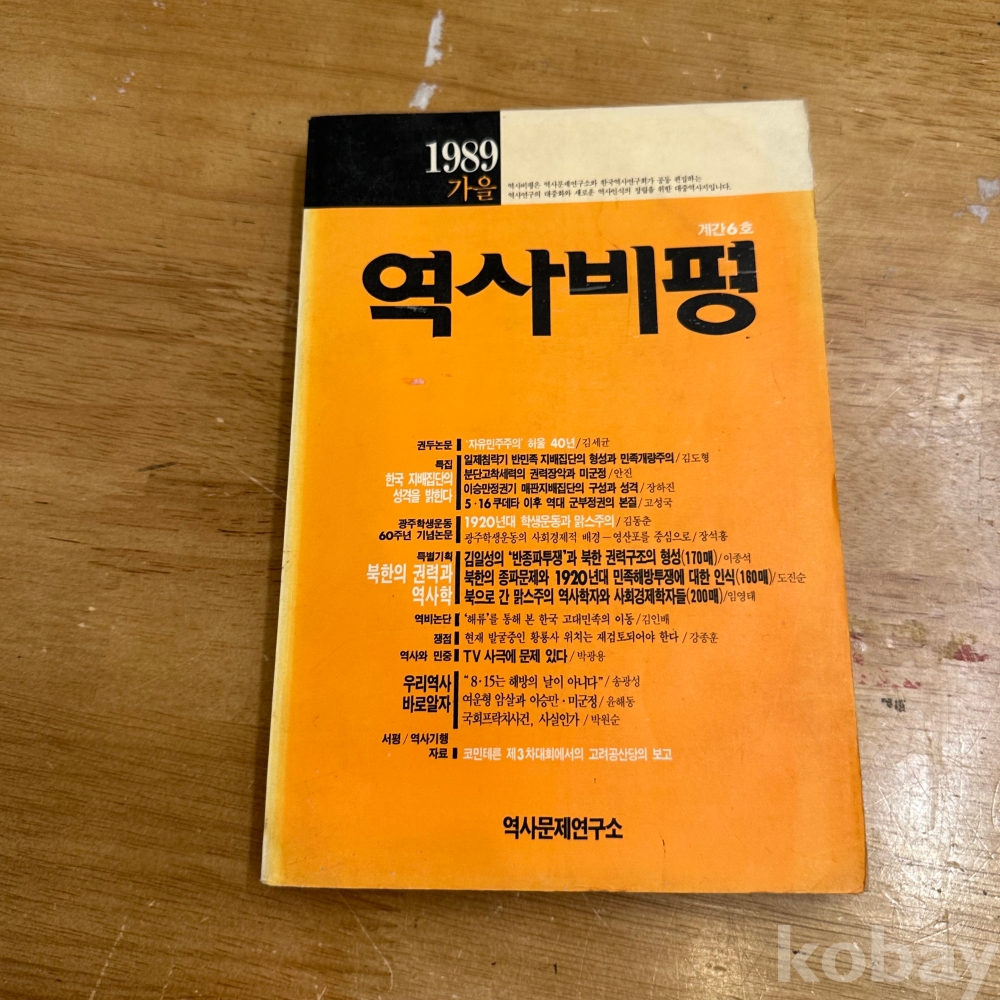 1989
가을
역사비평은 역사문제연구소와 한국역사연구회가 공동 편집하는
역사연구의 대중화와 새로운 역사인식의 정립을 위한 대중역사지입니다.
계간6호
역사비평
권두논문 '자유민주주의' 허울 40년/김세균
특집
한국 지배집단의
성격을 밝힌다
일제침략기 반민족 지배집단의 형성과 민족개량주의/김도형
분단고착세력의 권력장악과 미군정/안진
이승만정권기 매판지배집단의 구성과 성격/장하진
5·16쿠데타 이후 역대 군부정권의 본질/고성국
광주학생운동
60주년 기념논문
1920년대 학생운동과 맑스주의/김동춘
광주학생운동의 사회경제적 배경―영산포를 중심으로/장석흥
특별기획
북한의 권력과
역사학
김일성의 '반종파투쟁'과 북한 권력구조의 형성(170매)/이종석
북한의 종파문제와 1920년대 민족해방투쟁에 대한 인식(180매)/도진순
북으로 간 맑스주의 역사학자와 사회경제학자들(200매)/임영태
역비논단 '해류'를 통해 본 한국 고대민족의 이동/김인배
쟁점 현재 발굴중인 황룡사 위치는 재검토되어야 한다/강종훈
역사와 민중 TV 사극에 문제 있다/박광용
우리역사
바로알자
"8·15는 해방의 날이 아니다"/송광성
여운형 암살과 이승만·미군정/윤해동
국회프락치사건, 사실인가/박원순
서평/역사기행
자료 코민테른 제3차대회에서의 고려공산당의 보고
역사문제연구소
kobay